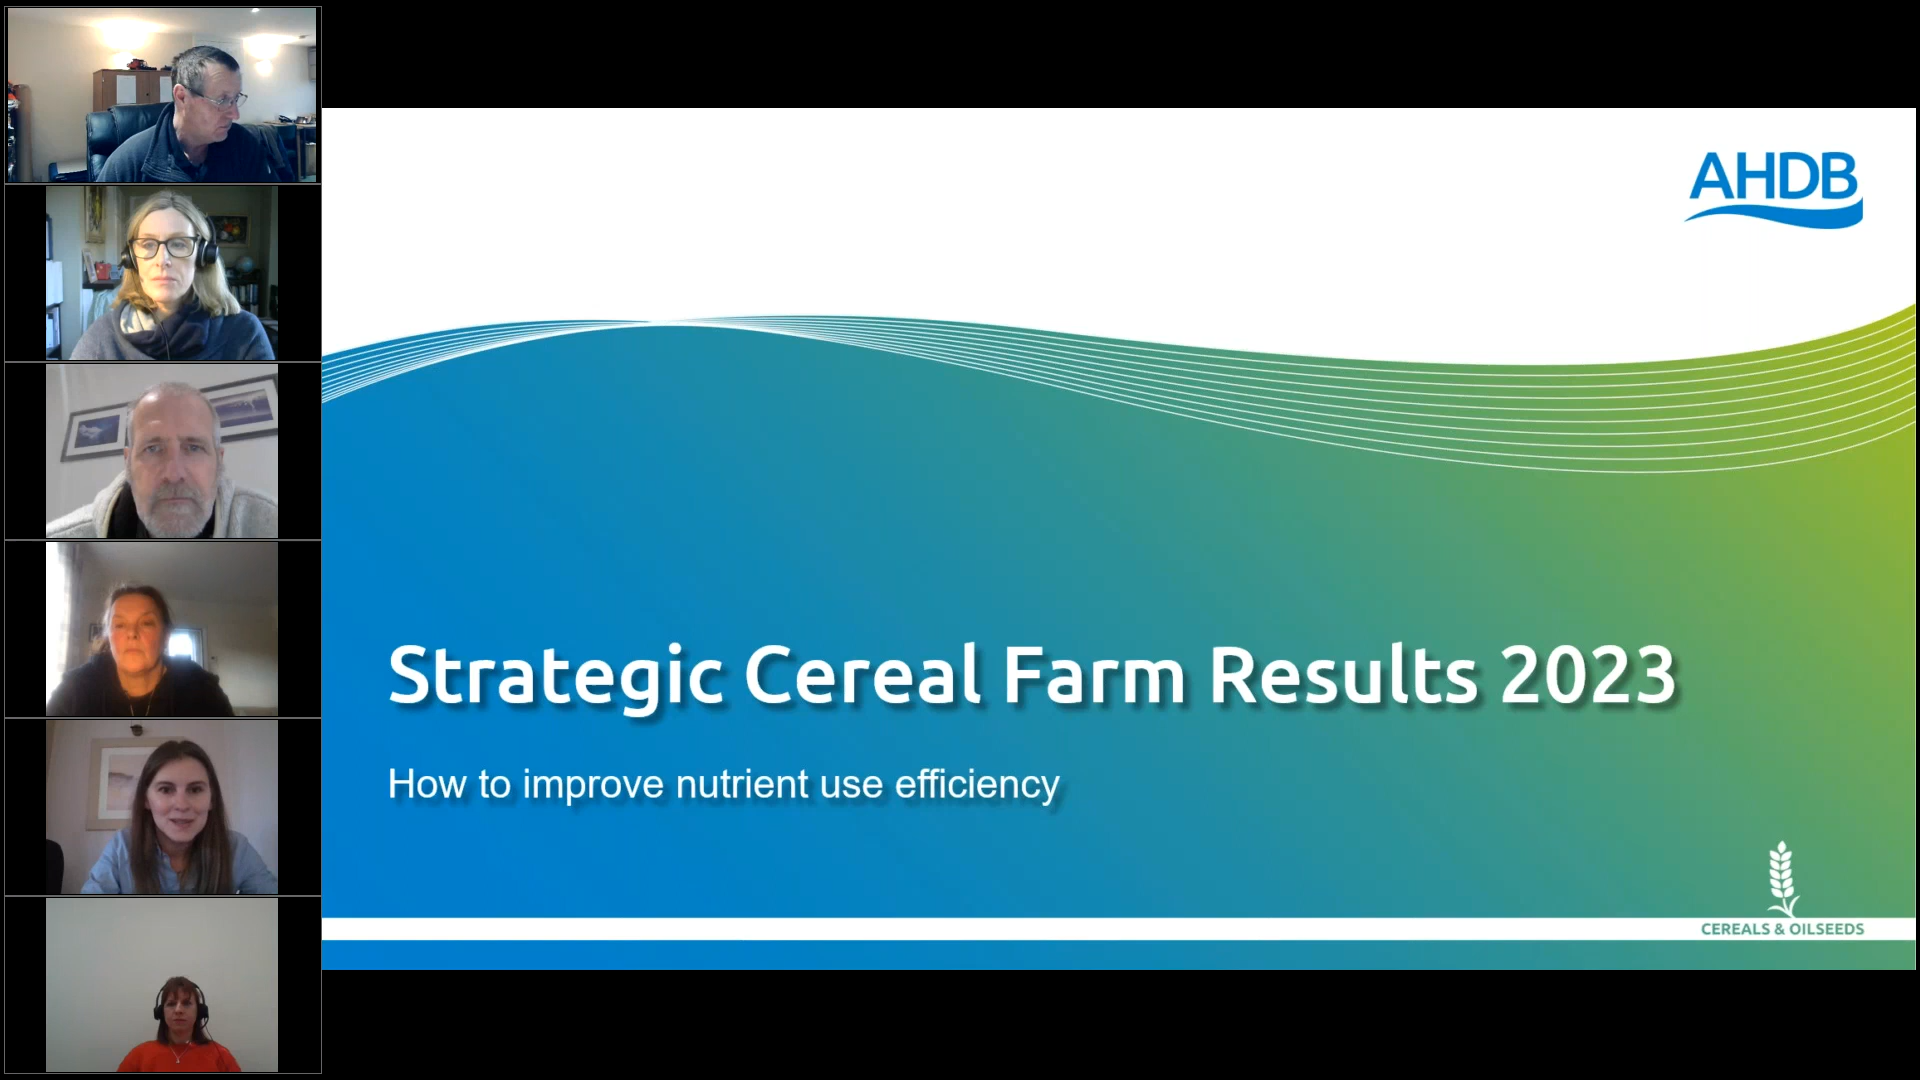 AHDB
Strategic Cereal Farm Results 2023
How to improve nutrient use efficiency
CEREALS & OILSEEDS